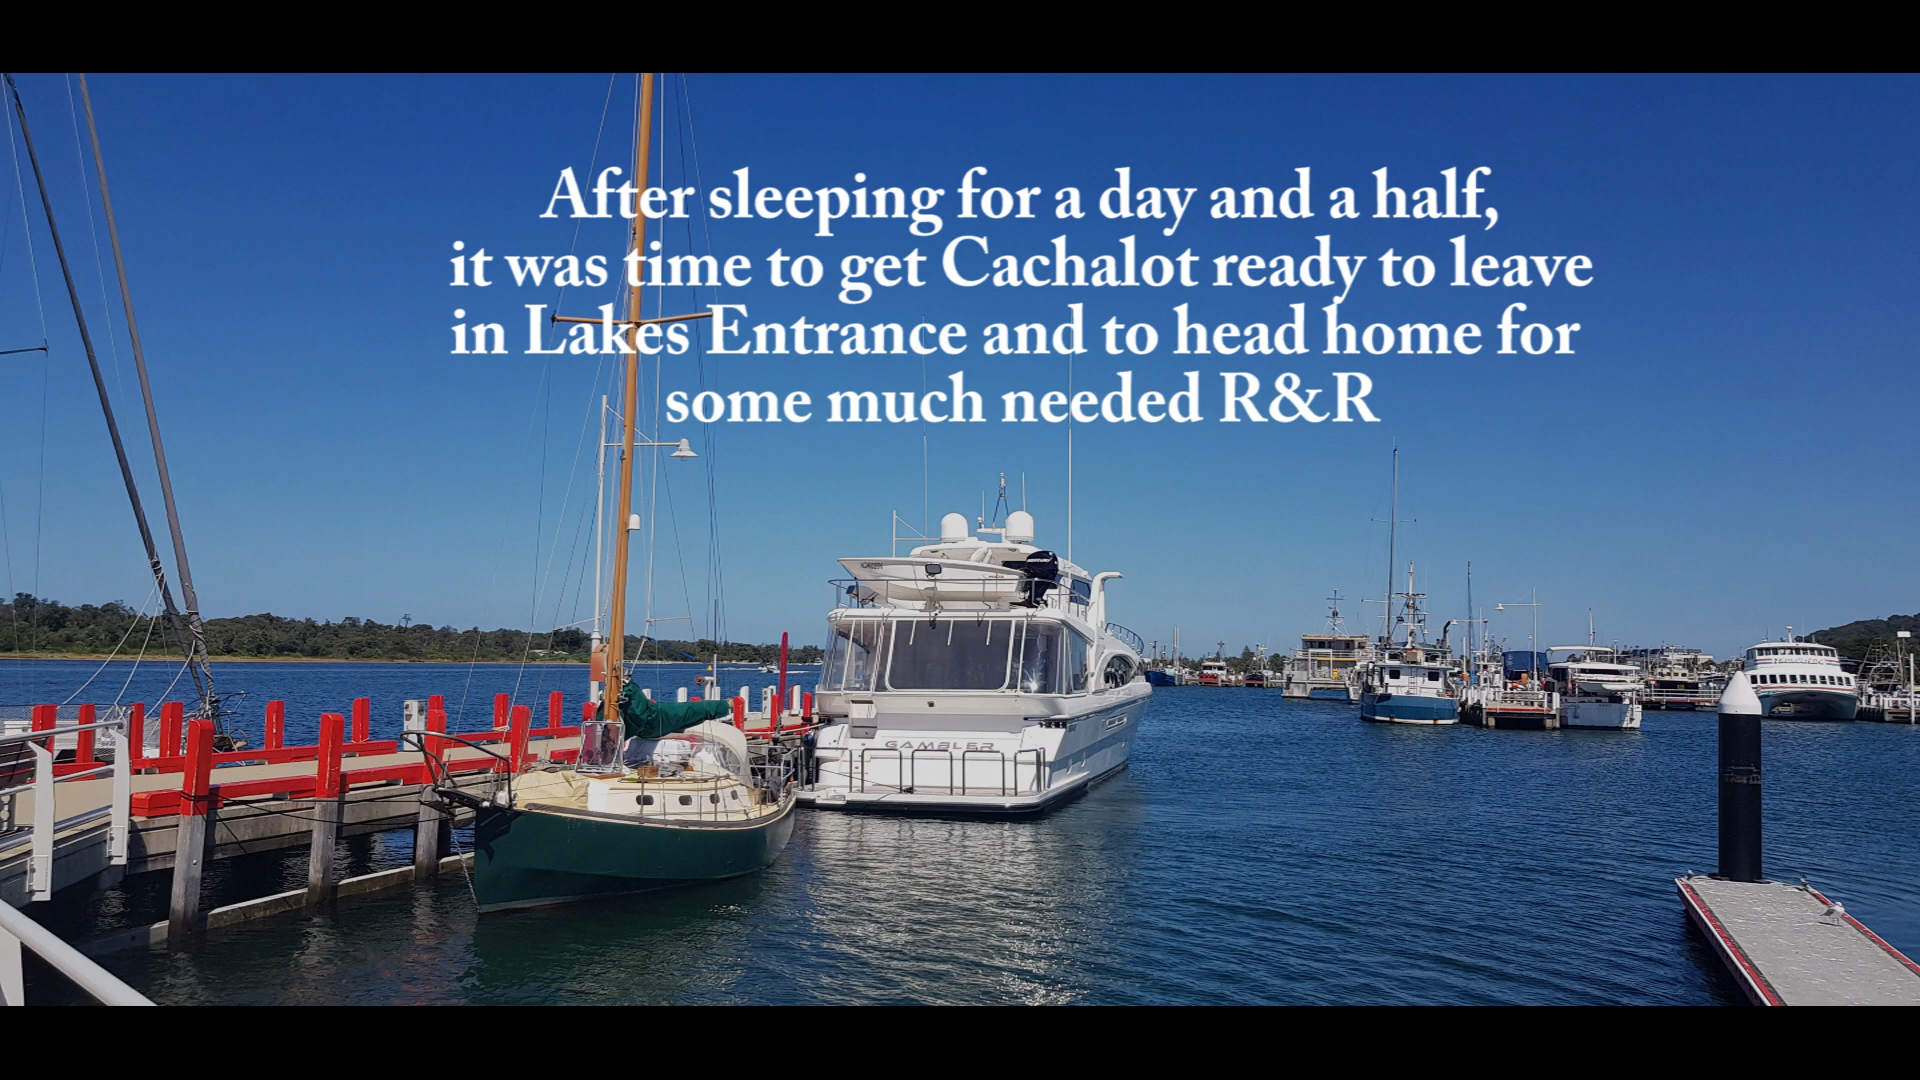 After sleeping for a day and a half,
it was time to get Cachalot ready to leave
in Lakes Entrance and to head home for
some much needed R&R
GAMBLER